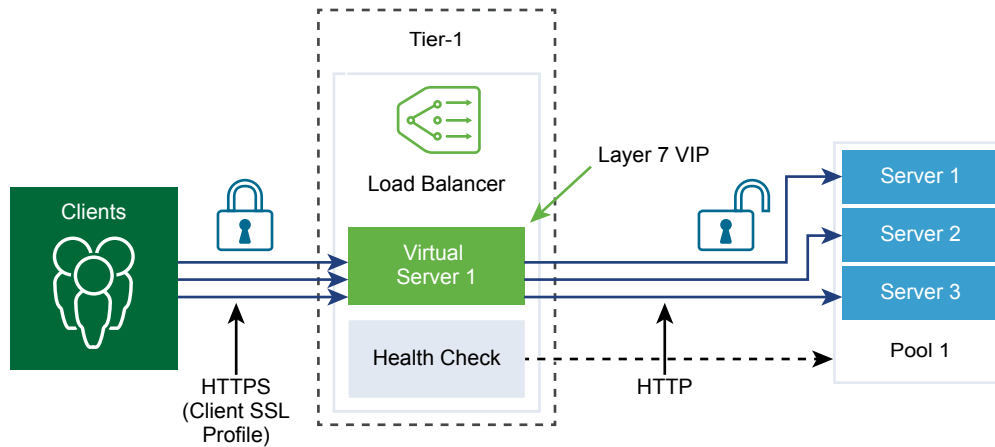 Tier-1
Load Balancer
Layer 7 VIP
Clients
Virtual
Server 1
Server 1
Server 2
Server 3
Pool 1
Health Check
HTTPS
(Client SSL
Profile)
HTTP